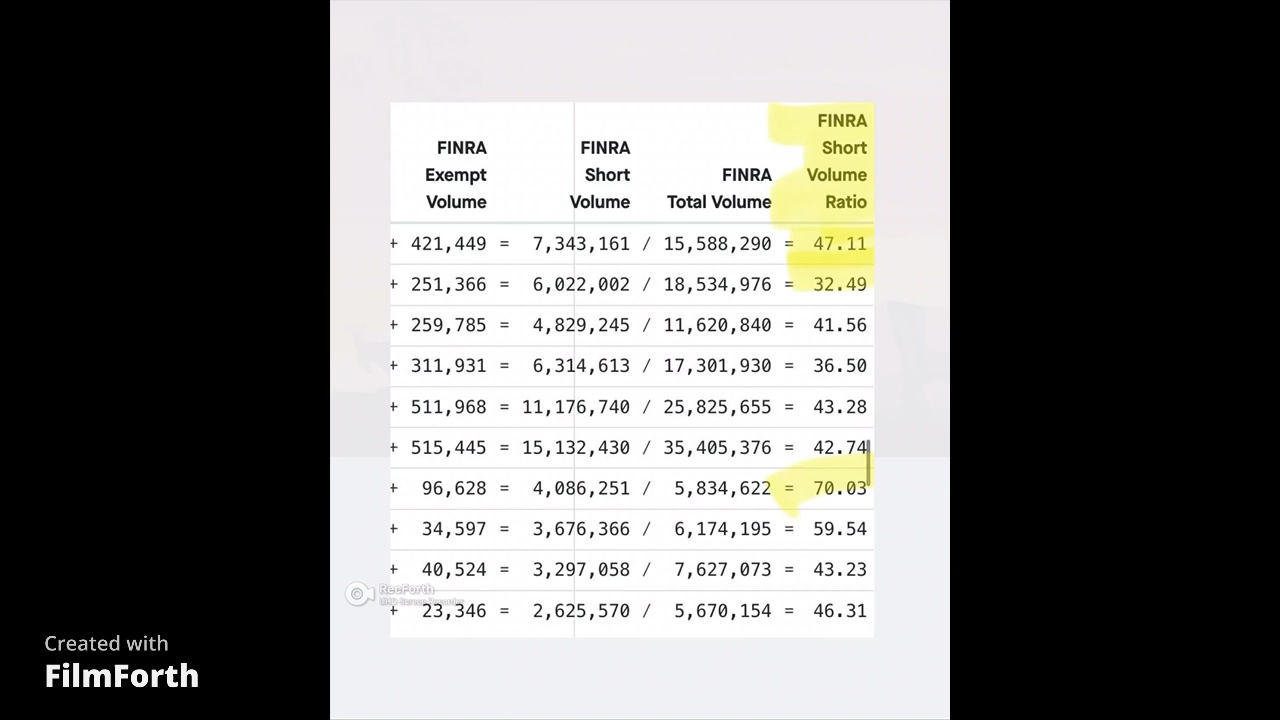 FINRA Exempt Volume FINRA Short Volume FINRA Total Volume FINRA Short Volume Ratio
+ 421,449 = 7,343,161 / 15,588,290 = 47.11
+ 251,366 = 6,022,002 / 18,534,976 = 32.49
+ 259,785 = 4,829,245 / 11,620,840 = 41.56
+ 311,931 = 6,314,613 / 17,301,930 = 36.50
+ 511,968 = 11,176,740 / 25,825,655 = 43.28
+ 515,445 = 15,132,430 / 35,405,376 = 42.74
+ 96,628 = 4,086,251 / 5,834,622 = 70.03
+ 34,597 = 3,676,366 / 6,174,195 = 59.54
+ 40,524 = 3,297,058 / 7,627,073 = 43.23
RecForth
+ 23,346 = 2,625,570 / 5,670,154 = 46.31
Created with
FilmForth